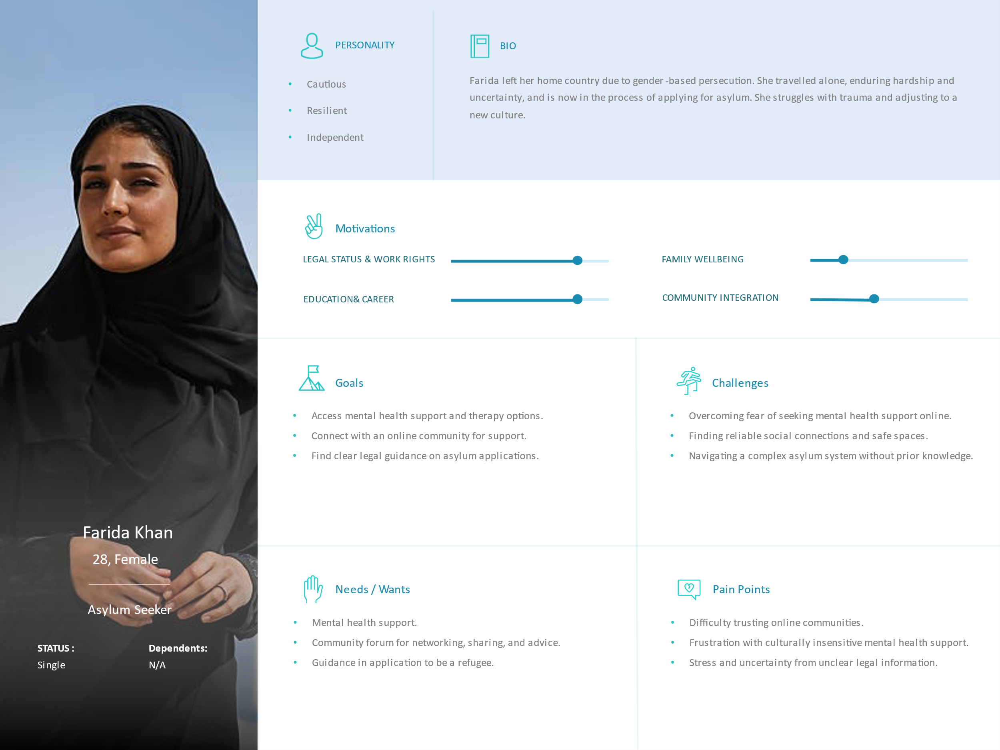 Farida Khan
28, Female
Asylum Seeker
STATUS : Dependents:
Single N/A
PERSONALITY
• Cautious
• Resilient
• Independent
BIO
Farida left her home country due to gender -based persecution. She travelled alone, enduring hardship and
uncertainty, and is now in the process of applying for asylum. She struggles with trauma and adjusting to a
new culture.
Motivations
LEGAL STATUS & WORK RIGHTS
FAMILY WELLBEING
EDUCATION& CAREER
COMMUNITY INTEGRATION
Goals
• Access mental health support and therapy options.
• Connect with an online community for support.
• Find clear legal guidance on asylum applications.
Challenges
• Overcoming fear of seeking mental health support online.
• Finding reliable social connections and safe spaces.
• Navigating a complex asylum system without prior knowledge.
Needs / Wants
• Mental health support.
• Community forum for networking, sharing, and advice.
• Guidance in application to be a refugee.
Pain Points
• Difficulty trusting online communities.
• Frustration with culturally insensitive mental health support.
• Stress and uncertainty from unclear legal information.